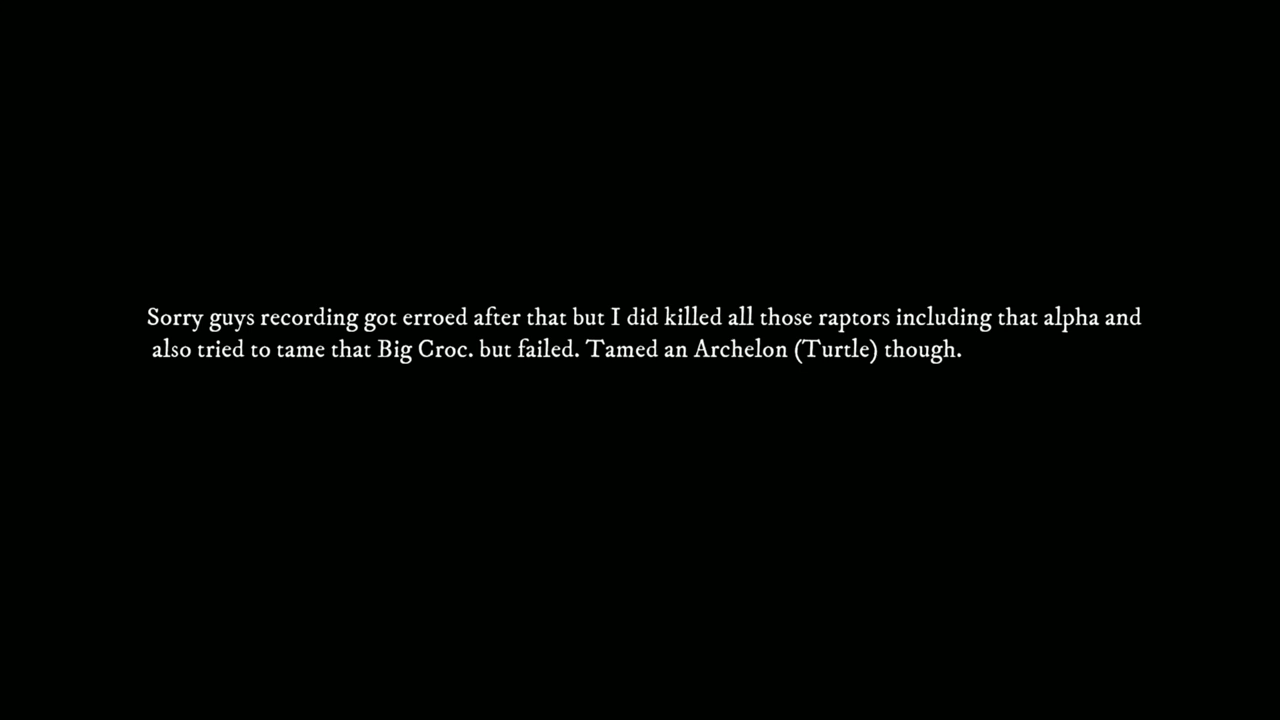 Sorry guys recording got erroed after that but I did killed all those raptors including that alpha and
also tried to tame that Big Croc. but failed. Tamed an Archelon (Turtle) though.